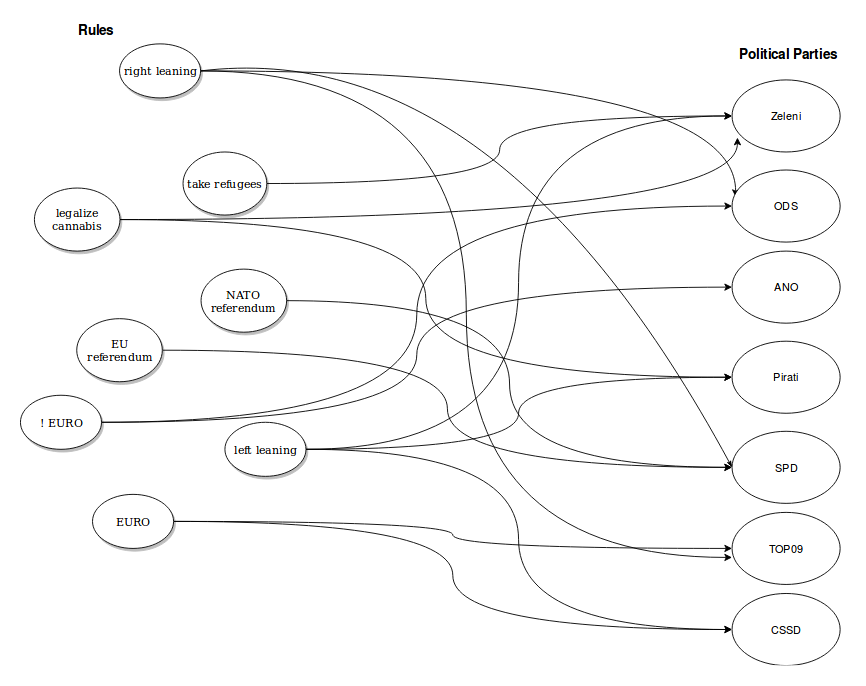 Rules
Political Parties
right leaning
Zeleni
take refugees
legalize
cannabis
ODS
NATO
referendum
ANO
EU
referendum
Pirati
! EURO
left leaning
SPD
EURO
TOP09
CSSD